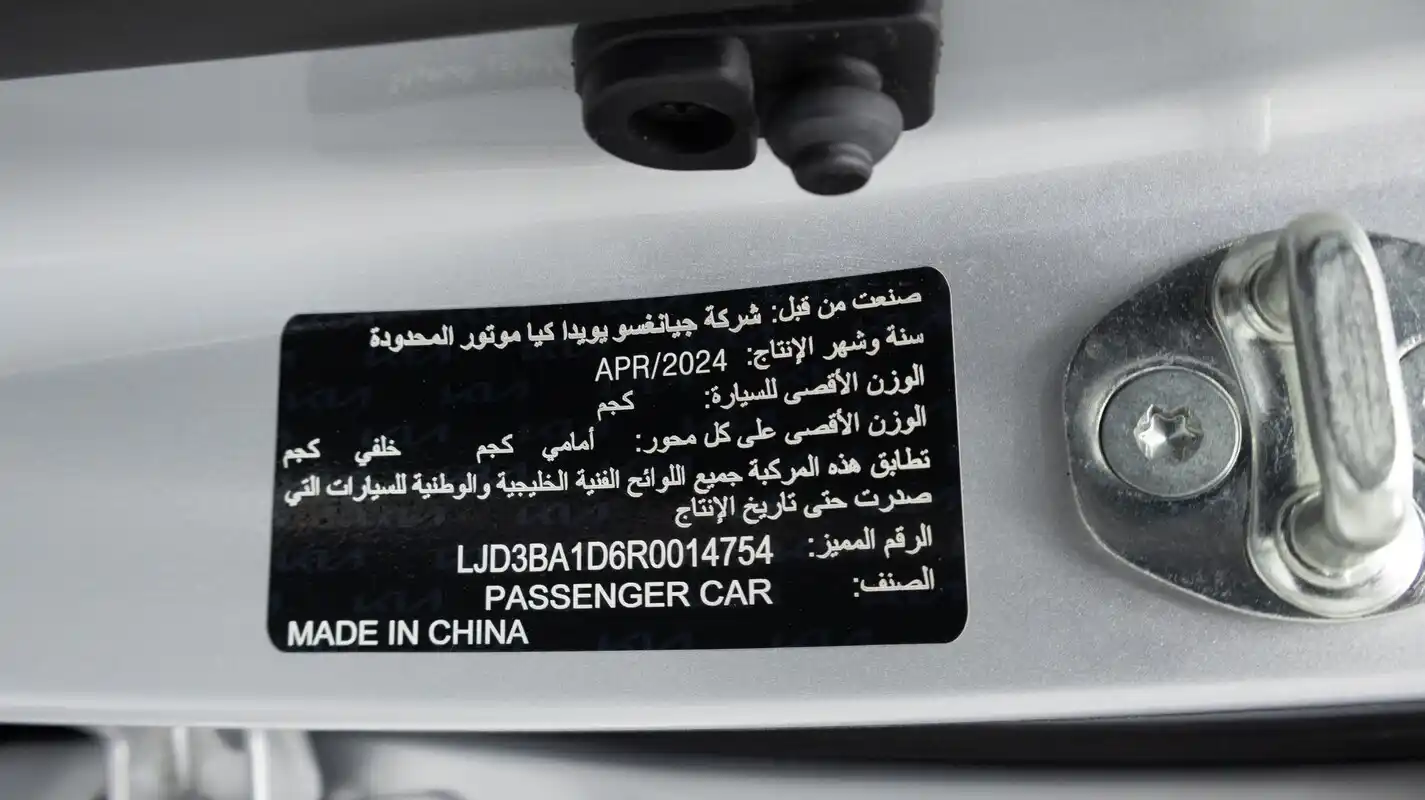 صنعت من قبل: شركة جيانغسو يويدا كيا موتور المحدودة
سنة وشهر الإنتاج: APR/2024
الوزن الأقصى للسيارة: كجم
الوزن الأقصى على كل محور: أمامي كجم خلفي كجم
تطابق هذه المركبة جميع اللوائح الفنية الخليجية والوطنية للسيارات التي
صدرت حتى تاريخ الإنتاج
الرقم المميز: LJD3BA1D6R0014754
الصنف: PASSENGER CAR
MADE IN CHINA